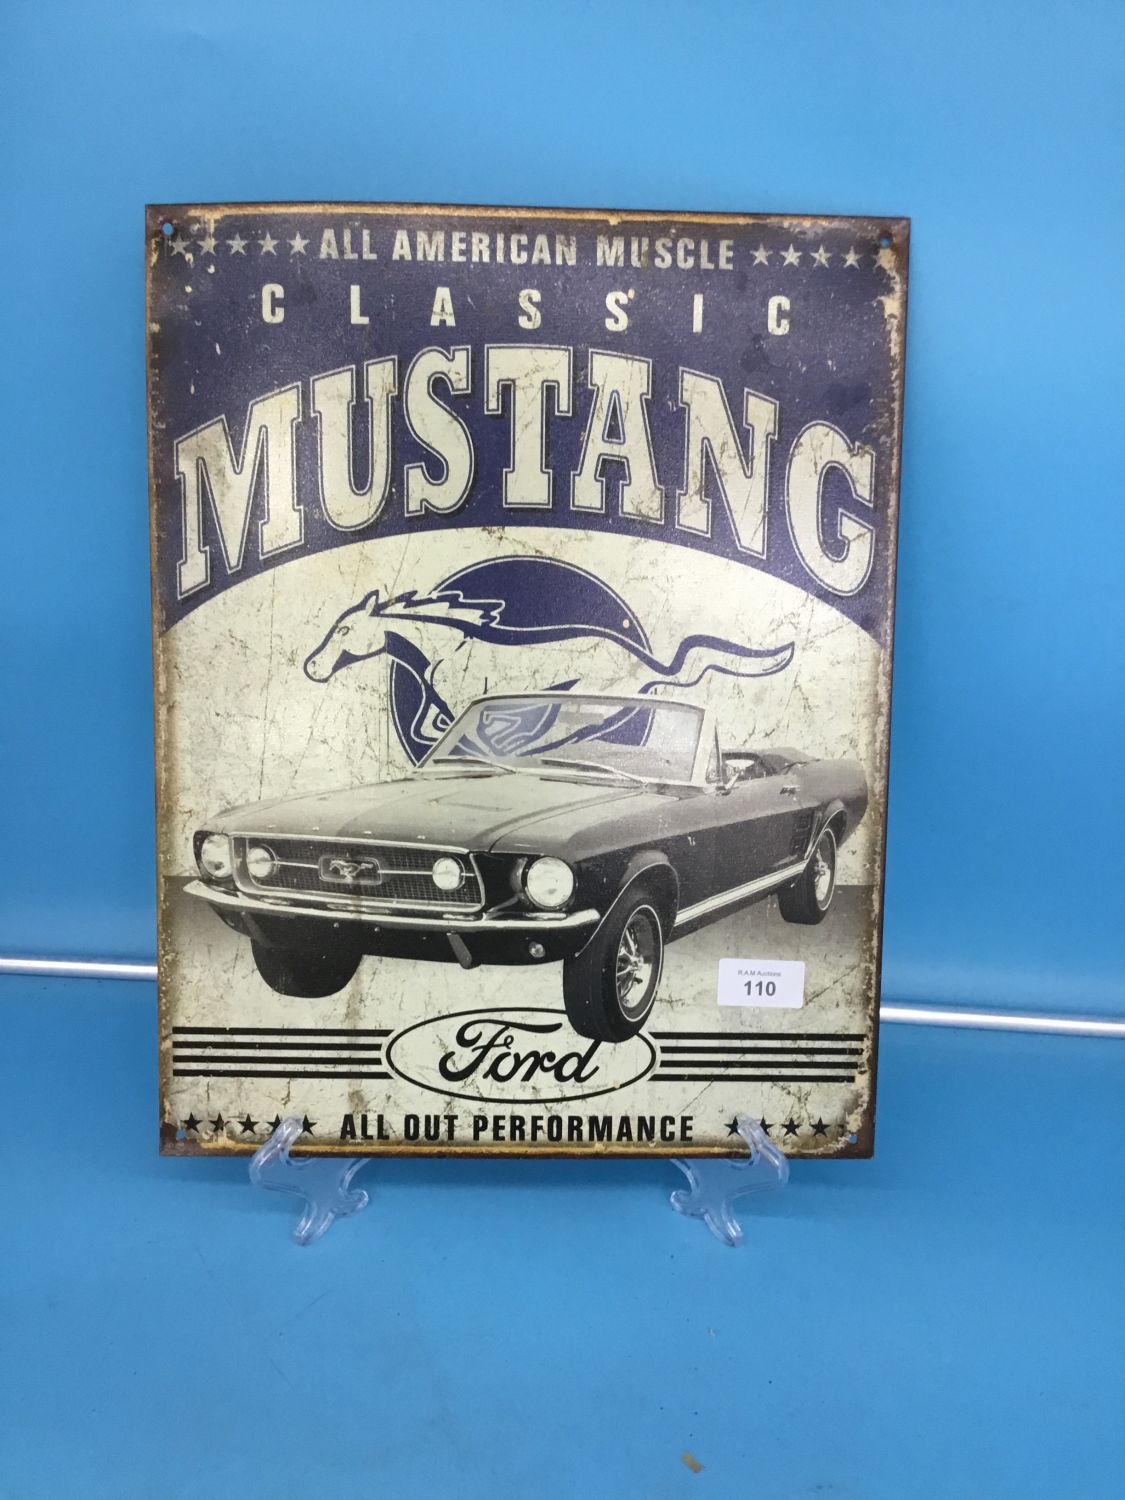 ALL AMERICAN MUSCLE
CLASSIC
MUSTANG
R.A.M Auctions
110
Ford
ALL OUT PERFORMANCE